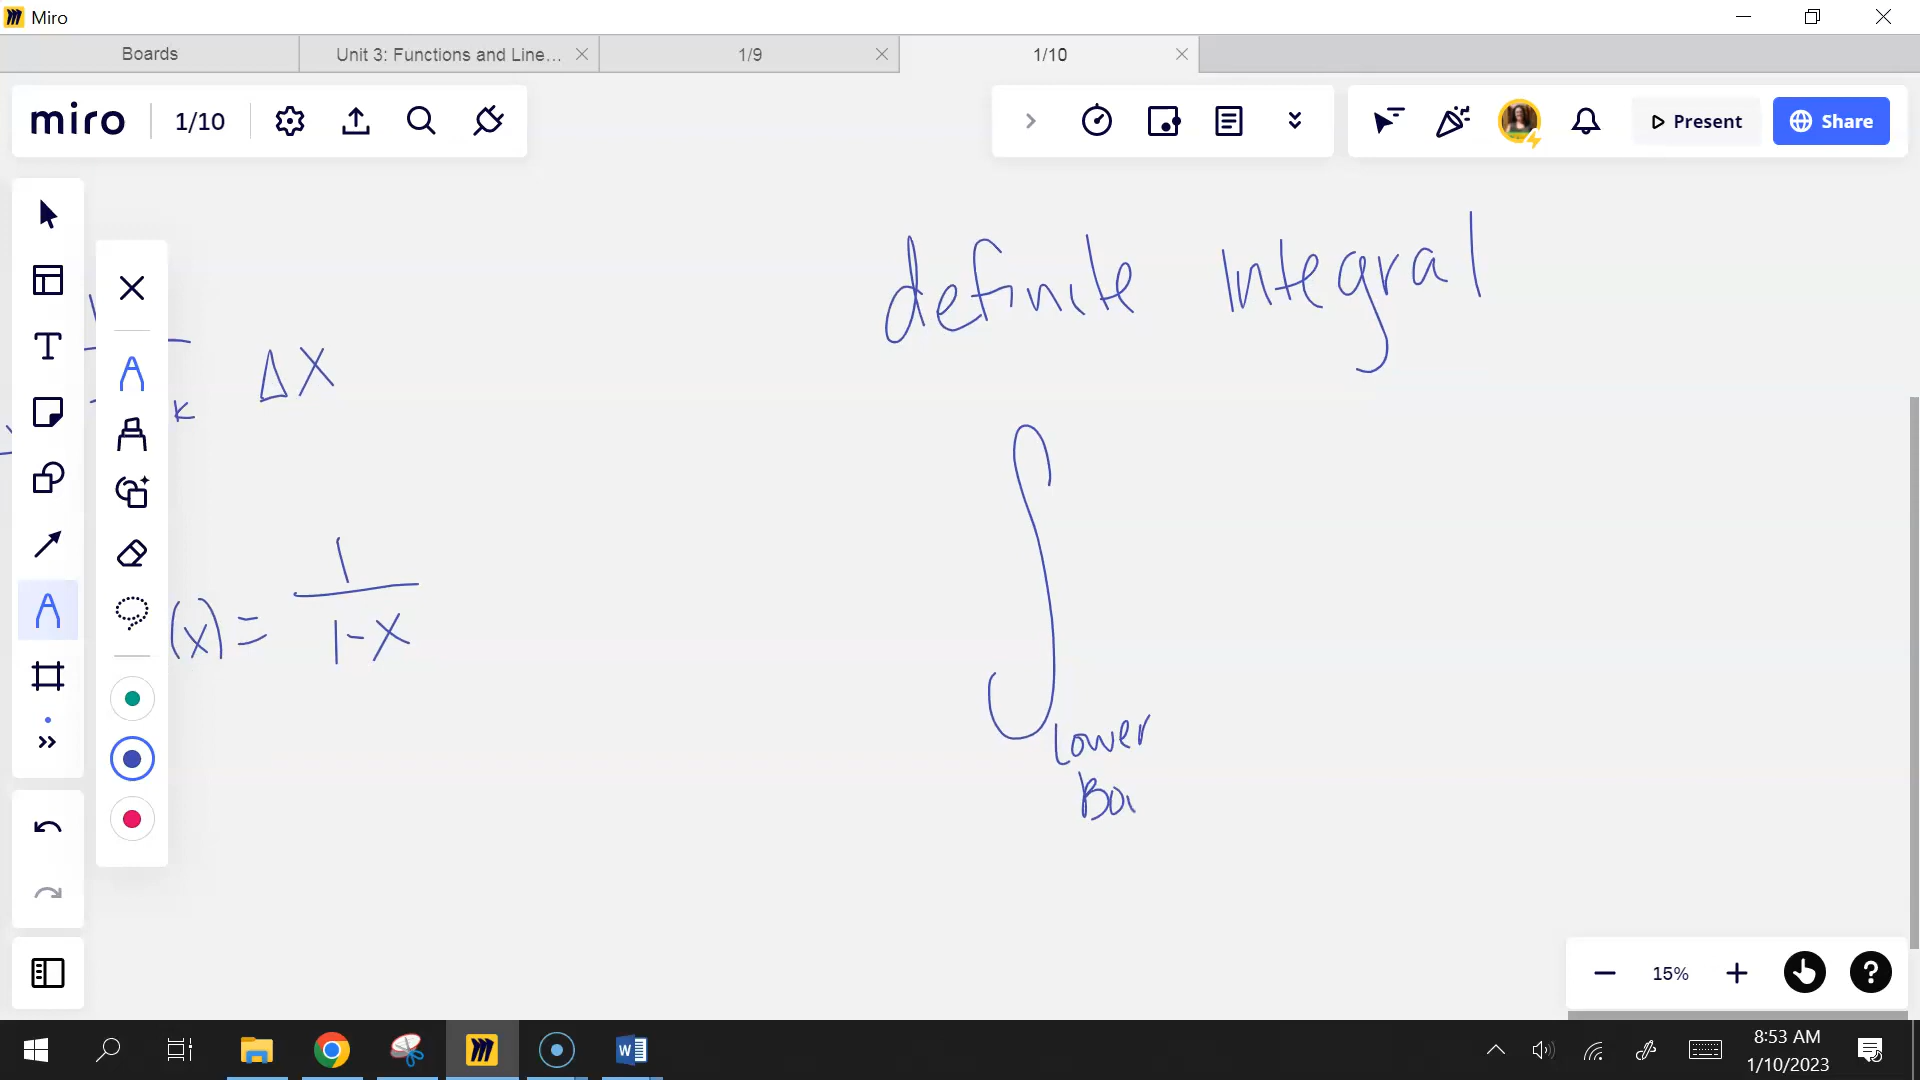 Miro
Boards
Unit 3: Functions and Line...
1/9
1/10
miro
1/10
Present
Share
definite integral
ΔX
k
1
(x) = 
1-X
Lower
Bou
15%
8:53 AM
1/10/2023